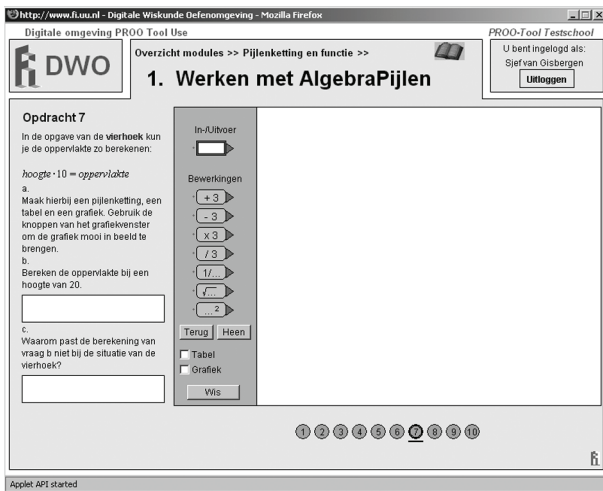 http://www.fi.uu.nl - Digitale Wiskunde Oefenomgeving - Mozilla Firefox
Digitale omgeving PROO Tool Use
PROO-Tool Testschool
DWO
Overzicht modules >> Pijlenketting en functie >>
1. Werken met AlgebraPijlen
U bent ingelogd als:
Sjef van Gisbergen
Uitloggen
Opdracht 7
In de opgave van de vierhoek kun
je de oppervlakte zo berekenen:
hoogte · 10 = oppervlakte
a.
Maak hierbij een pijlenketting, een
tabel en een grafiek. Gebruik de
knoppen van het grafiekvenster
om de grafiek mooi in beeld te
brengen.
b.
Bereken de oppervlakte bij een
hoogte van 20.
c.
Waarom past de berekening van
vraag b niet bij de situatie van de
vierhoek?
In-/Uitvoer
Bewerkingen
+ 3
- 3
x 3
/ 3
1/...
√...
...²
Terug Heen
Tabel
Grafiek
Wis
1 2 3 4 5 6 7 8 9 10
Applet API started